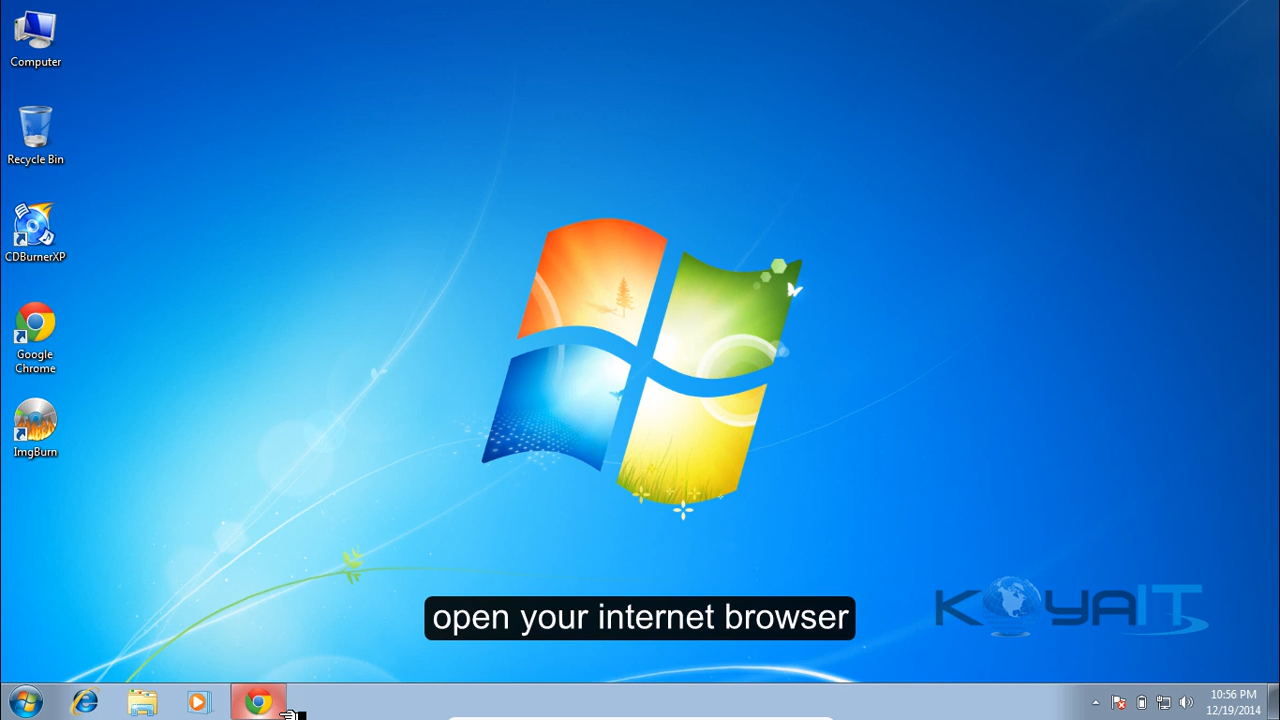 Computer
Recycle Bin
CDBurnerXP
Google
Chrome
ImgBurn
open your internet browser
KOYAIT
10:56 PM
12/19/2014